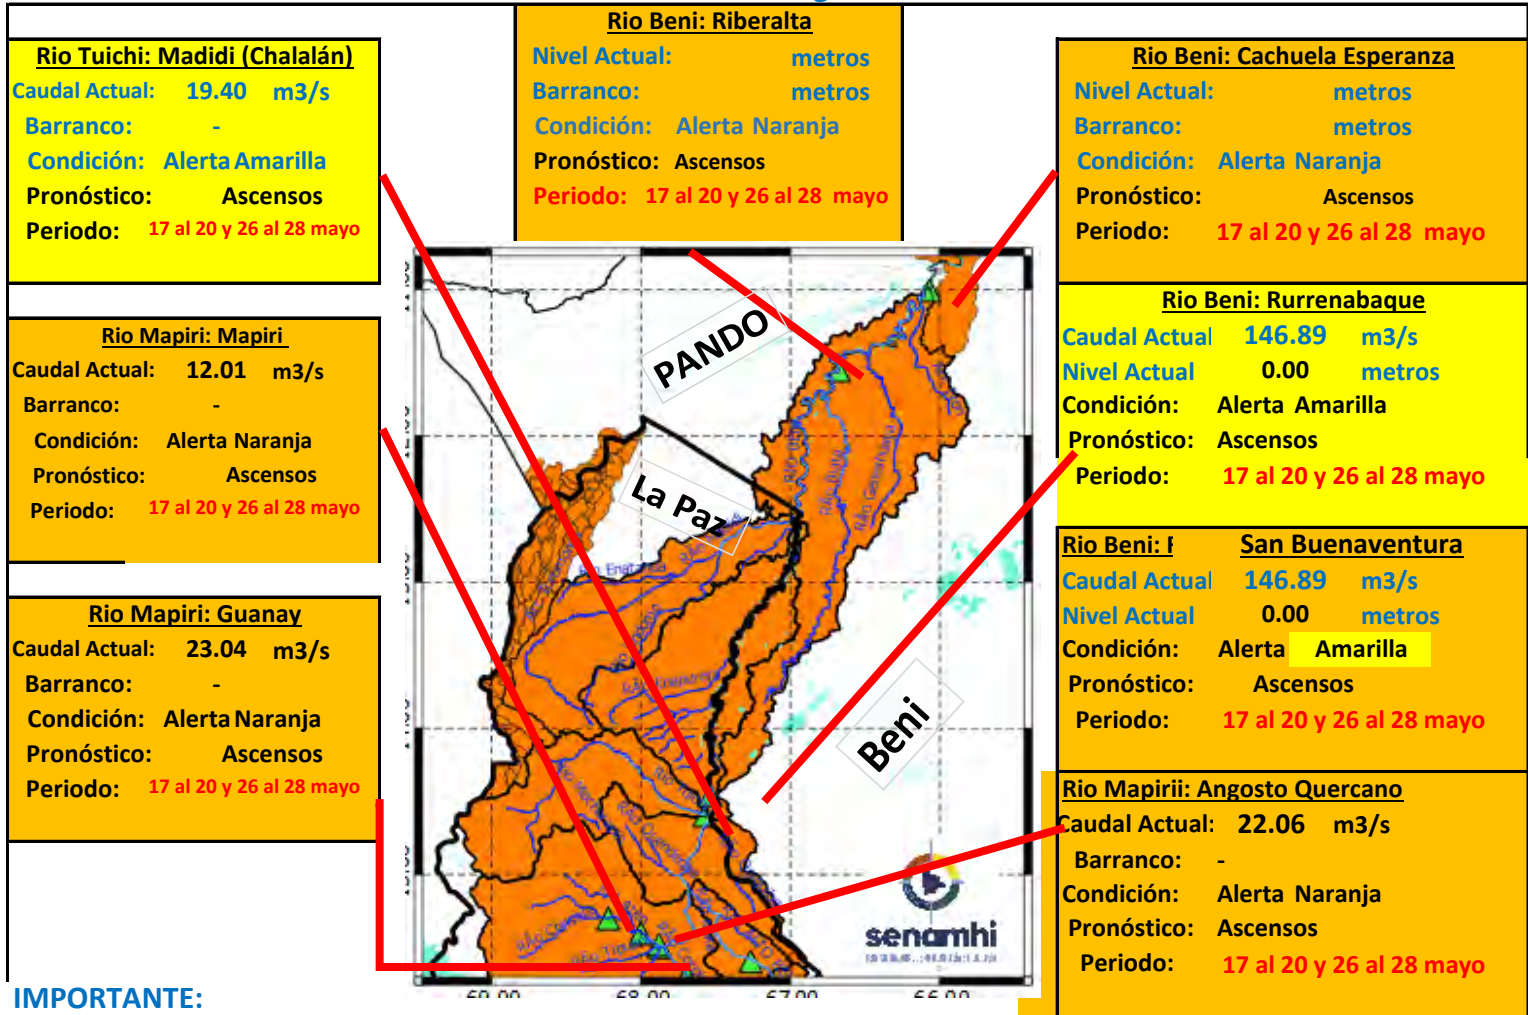 Rio Tuichi: Madidi (Chalalán)
Caudal Actual: 19.40 m3/s
Barranco: -
Condición: Alerta Amarilla
Pronóstico: Ascensos
Periodo: 17 al 20 y 26 al 28 mayo
Rio Mapiri: Mapiri
Caudal Actual: 12.01 m3/s
Barranco: -
Condición: Alerta Naranja
Pronóstico: Ascensos
Periodo: 17 al 20 y 26 al 28 mayo
Rio Mapiri: Guanay
Caudal Actual: 23.04 m3/s
Barranco: -
Condición: Alerta Naranja
Pronóstico: Ascensos
Periodo: 17 al 20 y 26 al 28 mayo
Rio Beni: Riberalta
Nivel Actual: metros
Barranco: metros
Condición: Alerta Naranja
Pronóstico: Ascensos
Periodo: 17 al 20 y 26 al 28 mayo
PANDO
La Paz
Beni
senamhi
Rio Beni: Cachuela Esperanza
Nivel Actual: metros
Barranco: metros
Condición: Alerta Naranja
Pronóstico: Ascensos
Periodo: 17 al 20 y 26 al 28 mayo
Rio Beni: Rurrenabaque
Caudal Actual 146.89 m3/s
Nivel Actual 0.00 metros
Condición: Alerta Amarilla
Pronóstico: Ascensos
Periodo: 17 al 20 y 26 al 28 mayo
Rio Beni: San Buenaventura
Caudal Actual 146.89 m3/s
Nivel Actual 0.00 metros
Condición: Alerta Amarilla
Pronóstico: Ascensos
Periodo: 17 al 20 y 26 al 28 mayo
Rio Mapirii: Angosto Quercano
Caudal Actual: 22.06 m3/s
Barranco: -
Condición: Alerta Naranja
Pronóstico: Ascensos
Periodo: 17 al 20 y 26 al 28 mayo
IMPORTANTE: